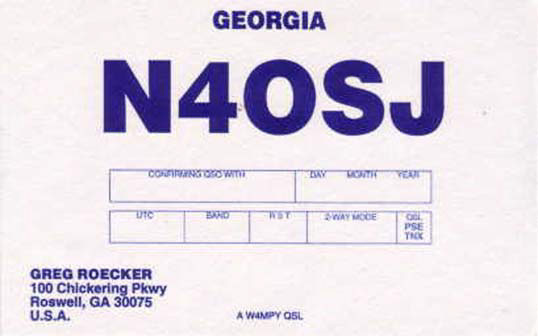 GEORGIA
N4OSJ
CONFIRMING QSO WITH DAY MONTH YEAR
UTC BAND R S T 2-WAY MODE QSL
PSE
TNX
GREG ROECKER
100 Chickering Pkwy
Roswell, GA 30075
U.S.A. A W4MPY QSL